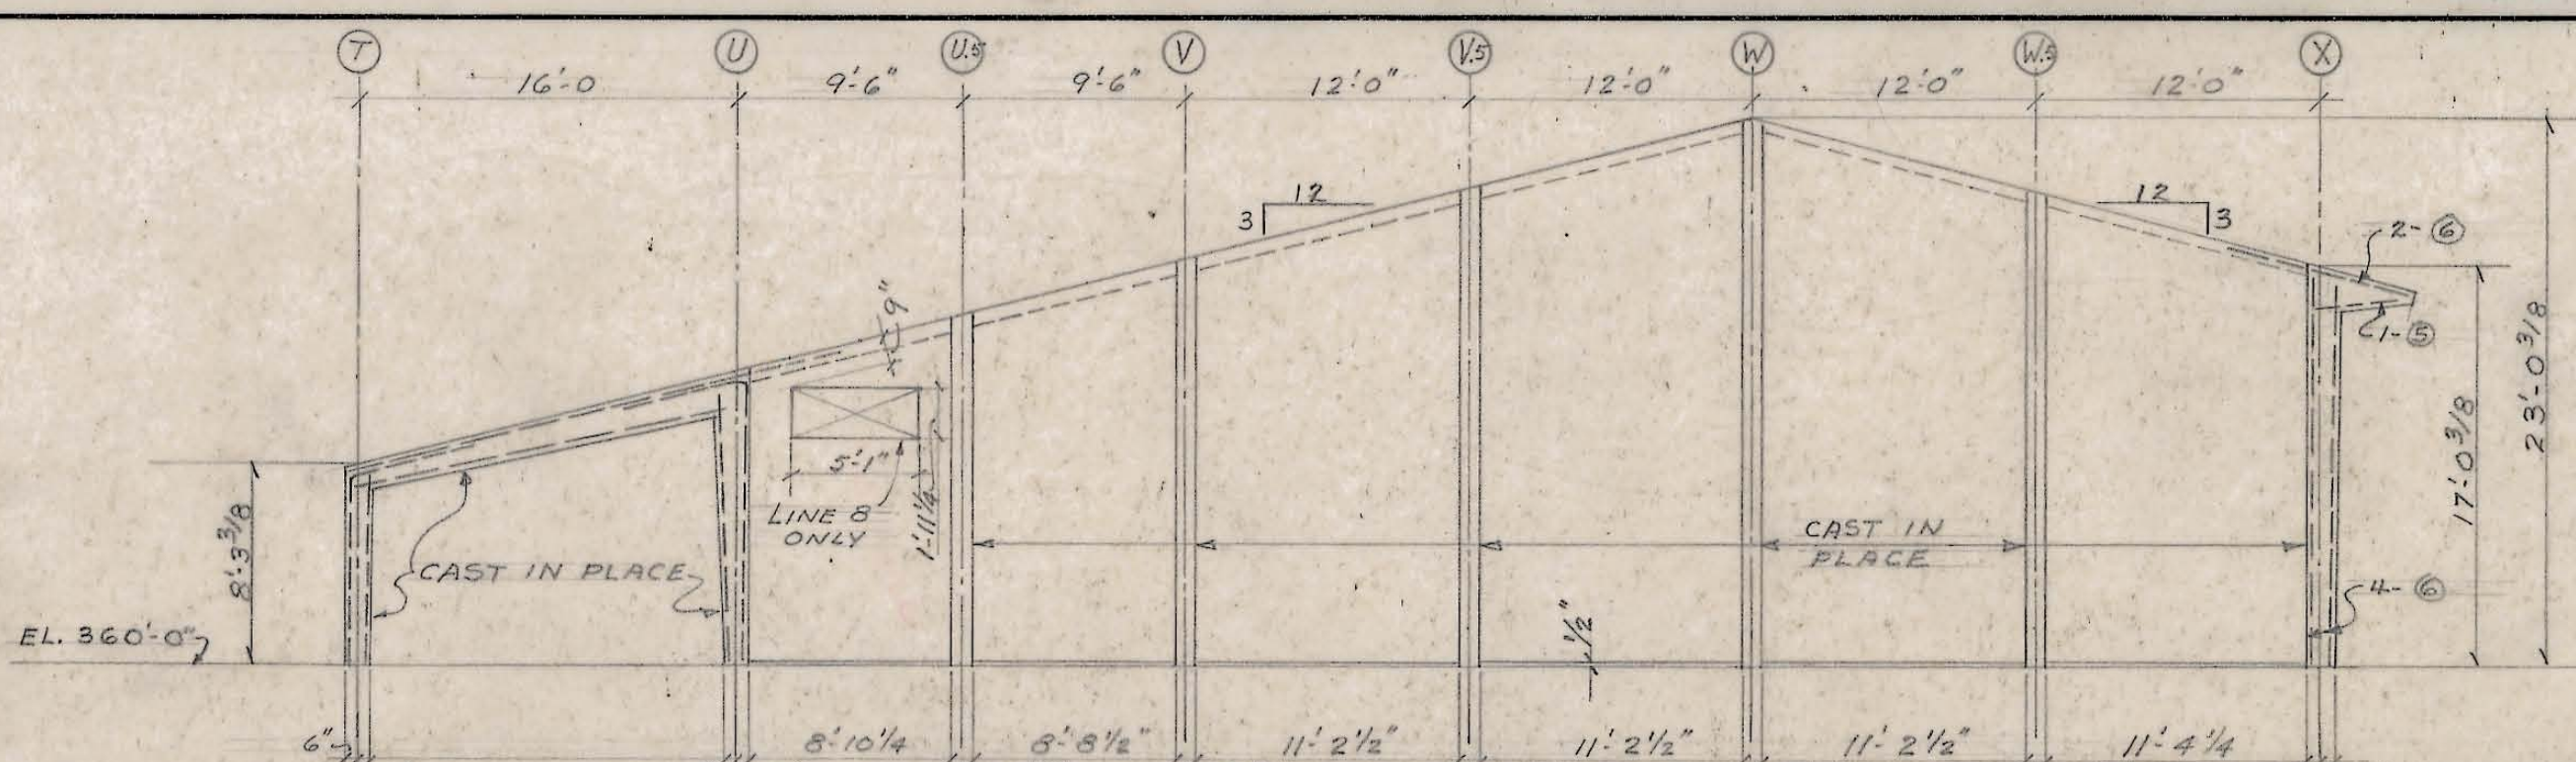 T U U.5 V V.5 W W.5 X
16'-0 9'-6" 9'-6" 12'-0" 12'-0" 12'-0" 12'-0"
12
3
12
3
2-⑥
1-⑤
9"
5'-1"
1'-11 1/4
LINE 8
ONLY
8'-3 3/8
CAST IN PLACE
CAST IN
PLACE
17'-0 3/8
23'-0 3/8
4-⑥
1/2"
EL. 360'-0"
6" 8'-10 1/4 8'-8 1/2" 11'-2 1/2" 11'-2 1/2" 11'-2 1/2" 11'-4 1/4